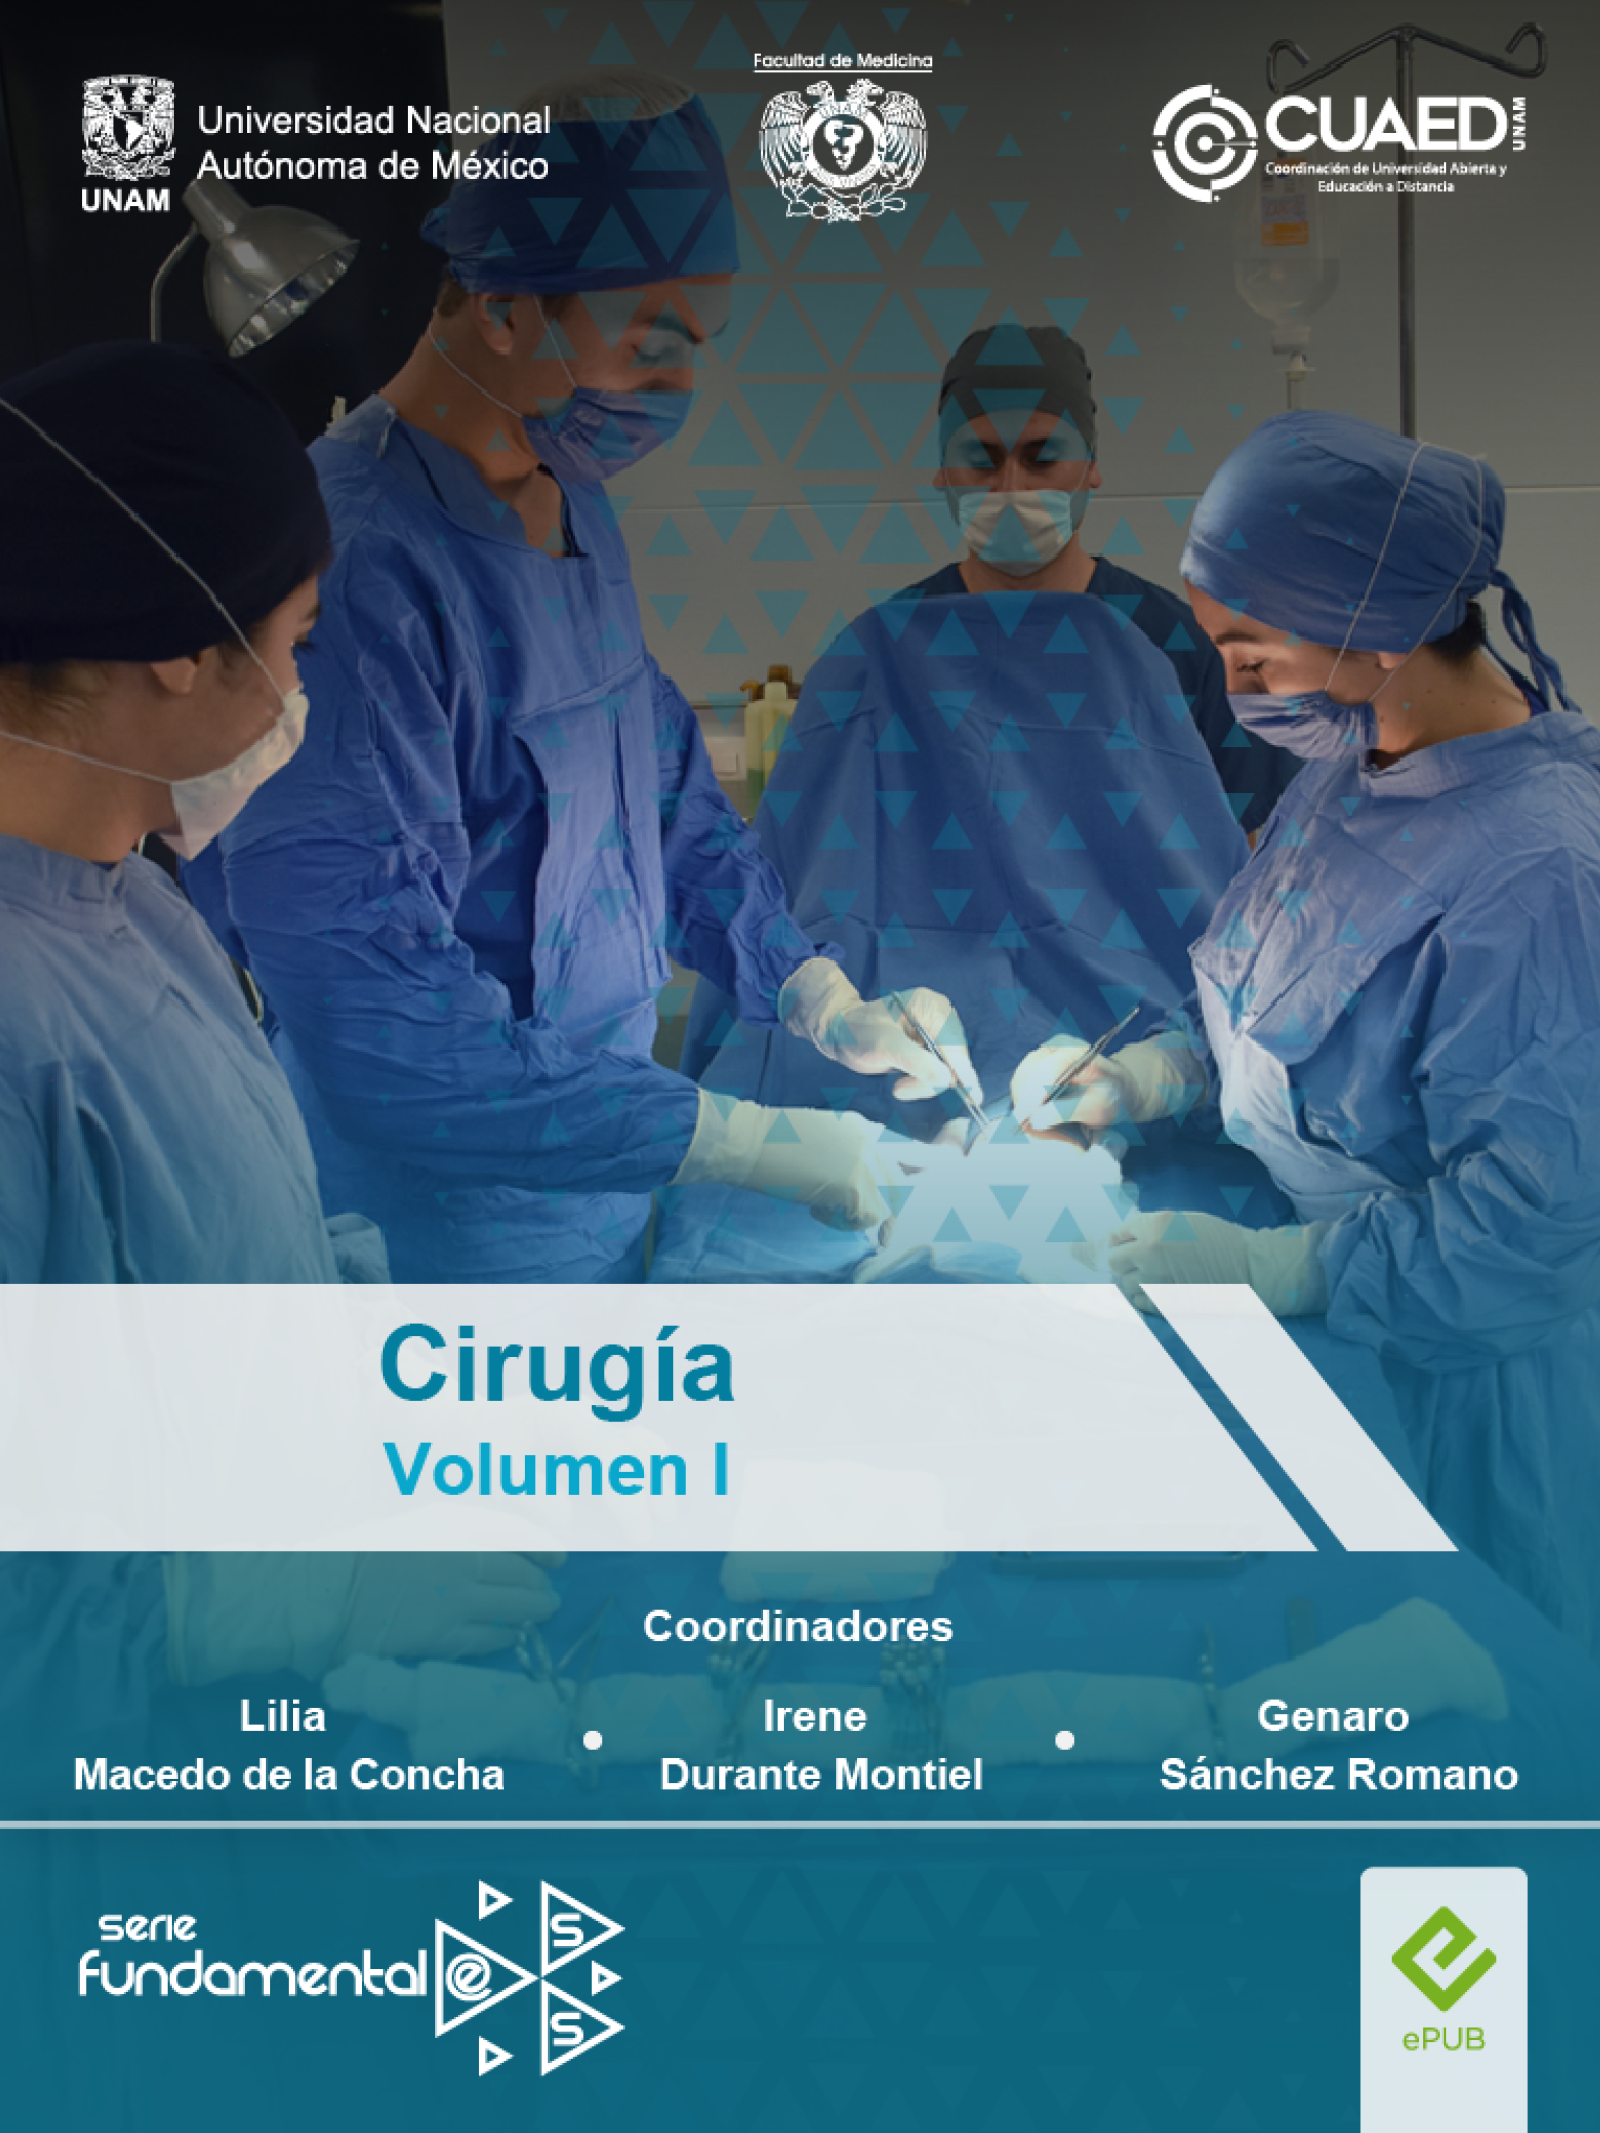 UNAM
Universidad Nacional
Autónoma de México
Facultad de Medicina
CUAED
UNAM
Coordinación de Universidad Abierta y
Educación a Distancia
Cirugía
Volumen I
Coordinadores
Lilia
Macedo de la Concha
Irene
Durante Montiel
Genaro
Sánchez Romano
serie
fundamental e s s
ePUB